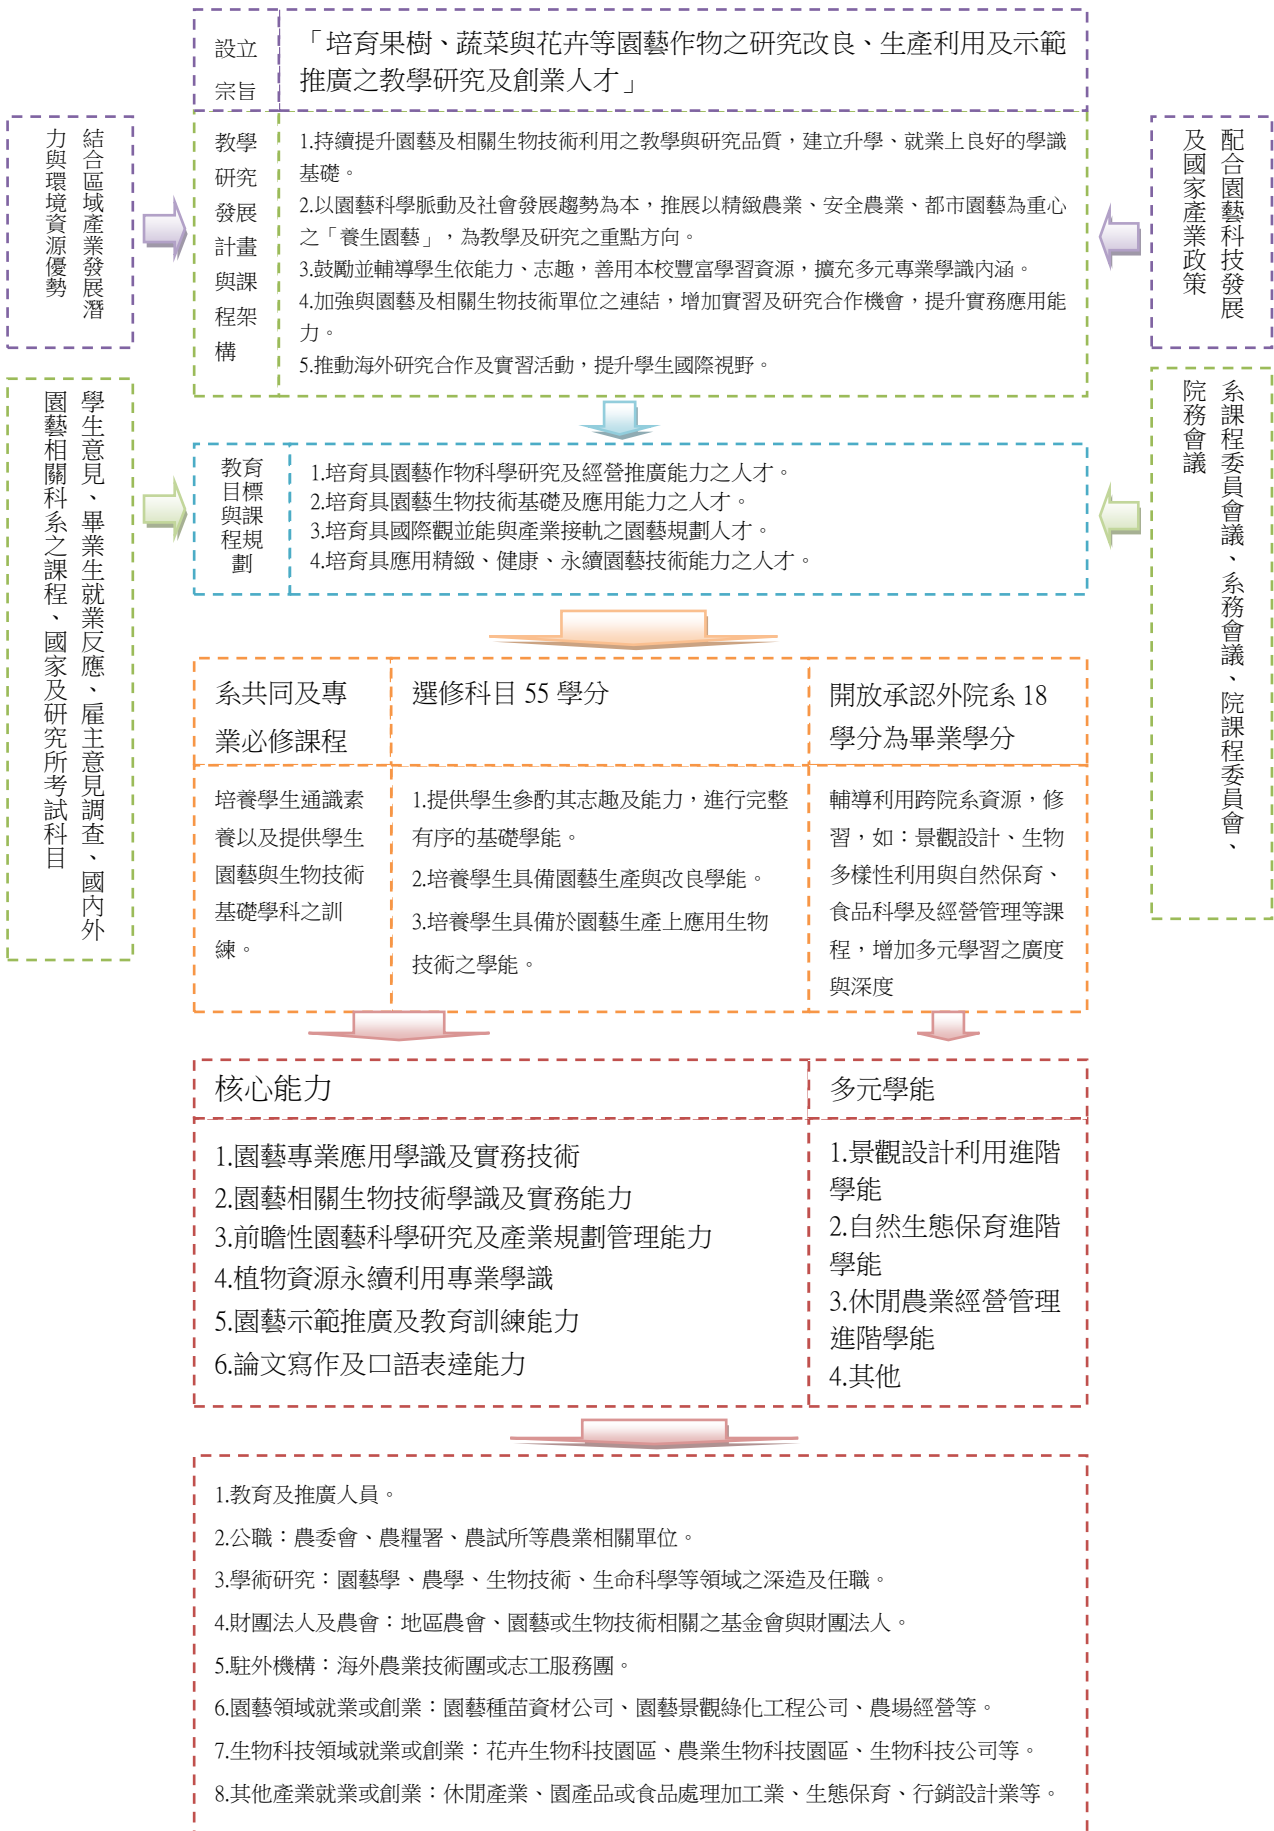 設立
宗旨
「培育果樹、蔬菜與花卉等園藝作物之研究改良、生產利用及示範
推廣之教學研究及創業人才」
結合區域產業發展潛
力與環境資源優勢
教學
研究
發展
計畫
與課
程架
構
1.持續提升園藝及相關生物技術利用之教學與研究品質，建立升學、就業上良好的學識
基礎。
2.以園藝科學脈動及社會發展趨勢為本，推展以精緻農業、安全農業、都市園藝為重心
之「養生園藝」，為教學及研究之重點方向。
3.鼓勵並輔導學生依能力、志趣，善用本校豐富學習資源，擴充多元專業學識內涵。
4.加強與園藝及相關生物技術單位之連結，增加實習及研究合作機會，提升實務應用能
力。
5.推動海外研究合作及實習活動，提升學生國際視野。
配合園藝科技發展
及國家產業政策
學生意見、畢業生就業反應、雇主意見調查、國內外
園藝相關科系之課程、國家及研究所考試科目
教育
目標
與課
程規
劃
1.培育具園藝作物科學研究及經營推廣能力之人才。
2.培育具園藝生物技術基礎及應用能力之人才。
3.培育具國際觀並能與產業接軌之園藝規劃人才。
4.培育具應用精緻、健康、永續園藝技術能力之人才。
系課程委員會議、系務會議、院課程委員會、
院務會議
系共同及專
業必修課程
選修科目 55 學分
開放承認外院系 18
學分為畢業學分
培養學生通識素
養以及提供學生
園藝與生物技術
基礎學科之訓
練。
1.提供學生參酌其志趣及能力，進行完整
有序的基礎學能。
2.培養學生具備園藝生產與改良學能。
3.培養學生具備於園藝生產上應用生物
技術之學能。
輔導利用跨院系資源，修
習，如：景觀設計、生物
多樣性利用與自然保育、
食品科學及經營管理等課
程，增加多元學習之廣度
與深度
核心能力
1.園藝專業應用學識及實務技術
2.園藝相關生物技術學識及實務能力
3.前瞻性園藝科學研究及產業規劃管理能力
4.植物資源永續利用專業學識
5.園藝示範推廣及教育訓練能力
6.論文寫作及口語表達能力
多元學能
1.景觀設計利用進階
學能
2.自然生態保育進階
學能
3.休閒農業經營管理
進階學能
4.其他
1.教育及推廣人員。
2.公職：農委會、農糧署、農試所等農業相關單位。
3.學術研究：園藝學、農學、生物技術、生命科學等領域之深造及任職。
4.財團法人及農會：地區農會、園藝或生物技術相關之基金會與財團法人。
5.駐外機構：海外農業技術團或志工服務團。
6.園藝領域就業或創業：園藝種苗資材公司、園藝景觀綠化工程公司、農場經營等。
7.生物科技領域就業或創業：花卉生物科技園區、農業生物科技園區、生物科技公司等。
8.其他產業就業或創業：休閒產業、園產品或食品處理加工業、生態保育、行銷設計業等。